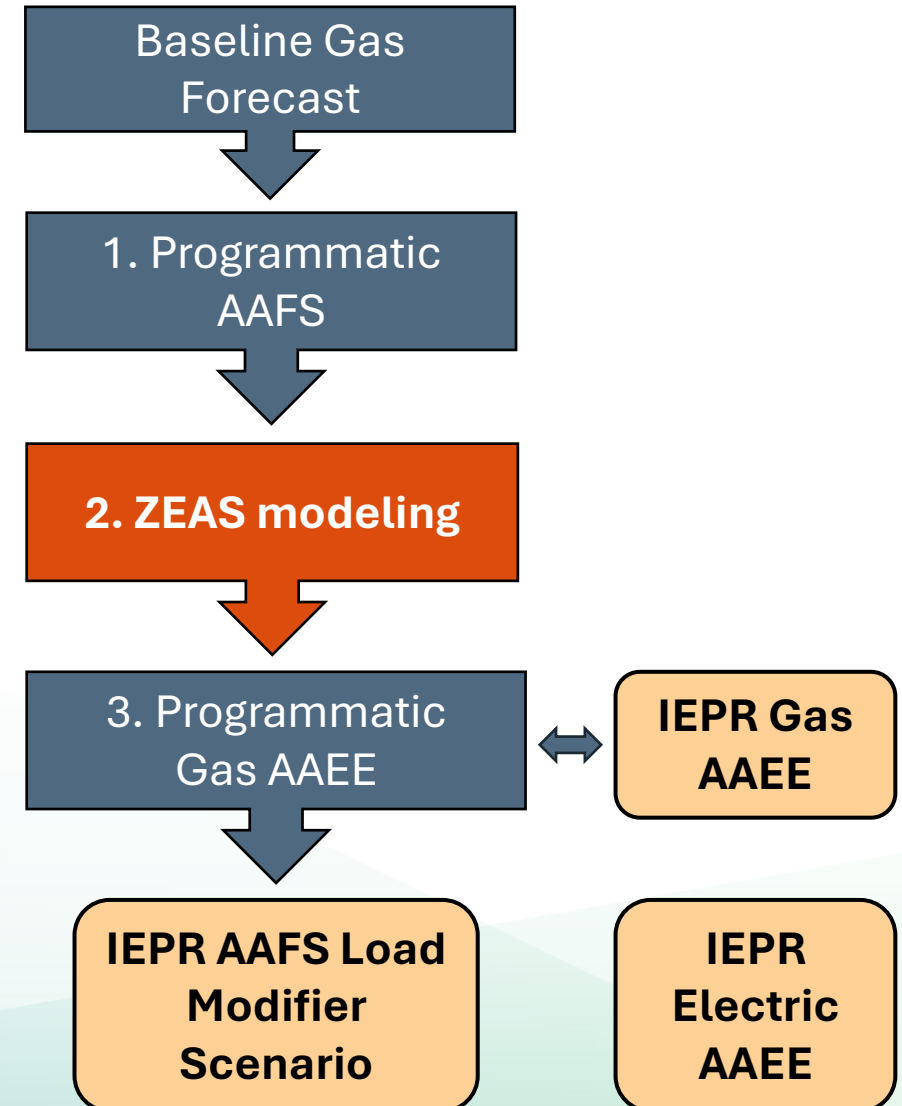 Baseline Gas
Forecast
1. Programmatic
AAFS
2. ZEAS modeling
3. Programmatic
Gas AAEE
IEPR Gas
AAEE
IEPR AAFS Load
Modifier
Scenario
IEPR
Electric
AAEE